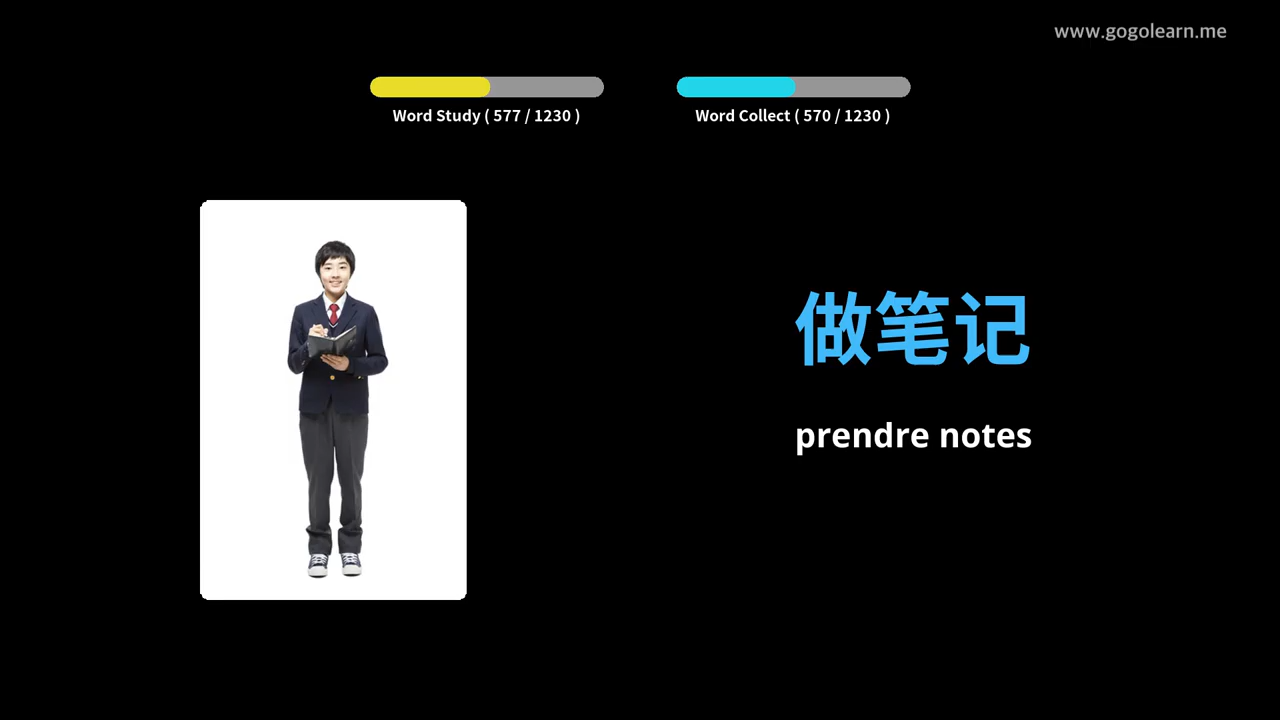 www.gogolearn.me
Word Study ( 577 / 1230 )
Word Collect ( 570 / 1230 )
做笔记
prendre notes